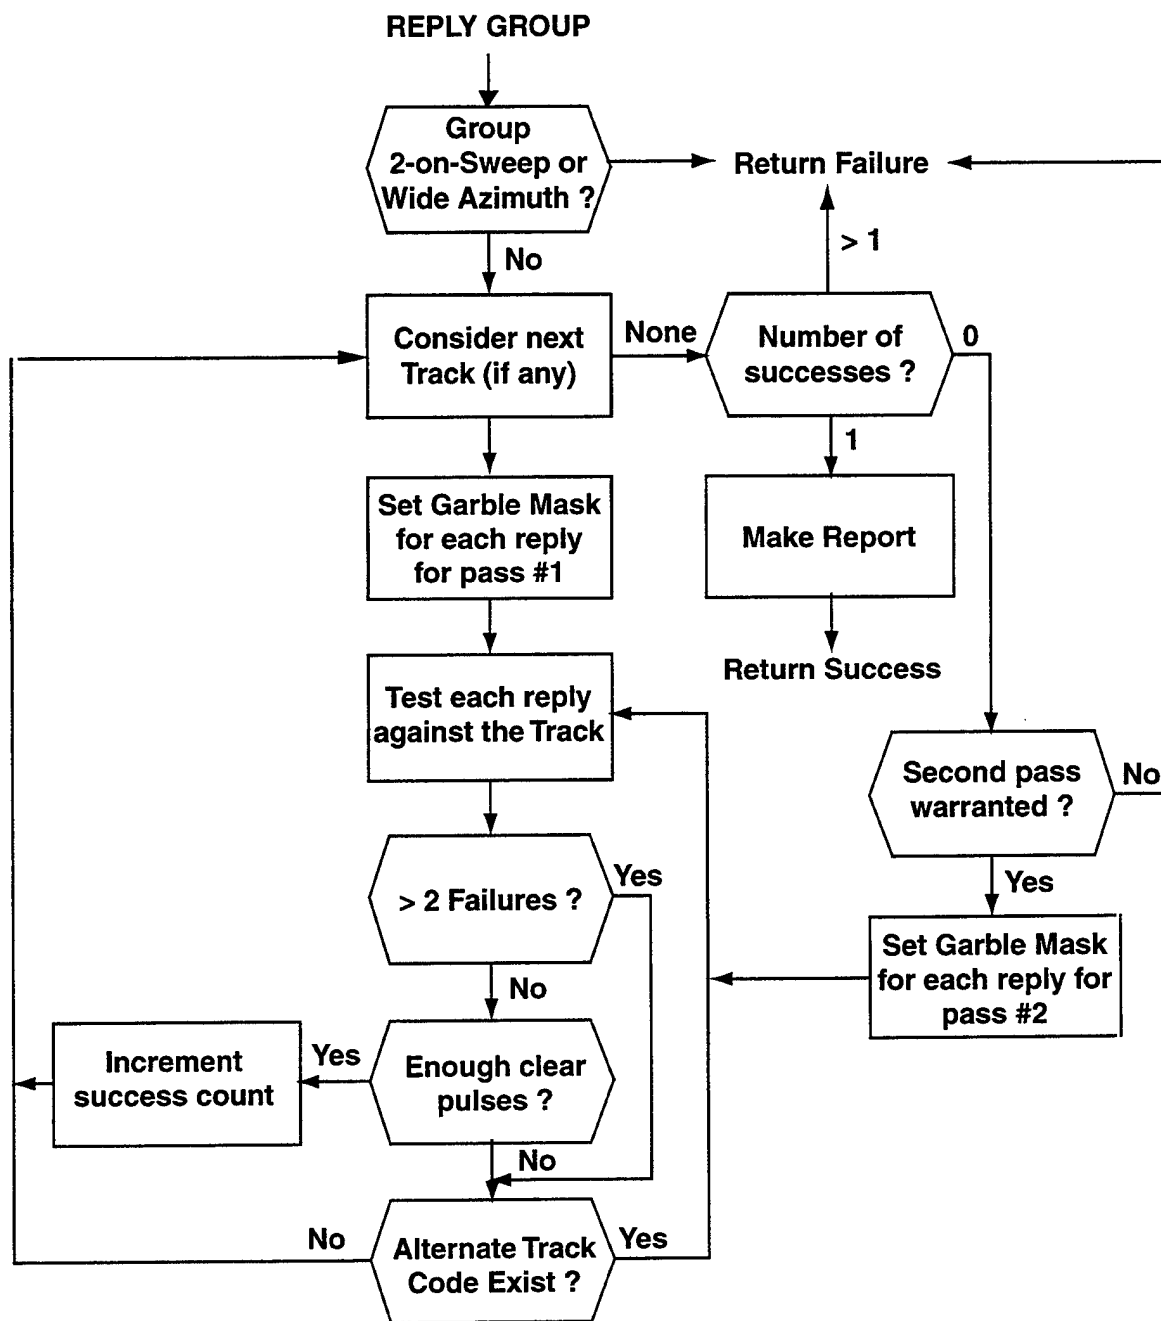 REPLY GROUP
Group
2-on-Sweep or
Wide Azimuth ?
Return Failure
No
> 1
Consider next
Track (if any)
None
Number of
successes ?
0
1
Set Garble Mask
for each reply
for pass #1
Make Report
Return Success
Test each reply
against the Track
Second pass
warranted ?
No
Yes
> 2 Failures ?
Yes
No
Set Garble Mask
for each reply for
pass #2
Increment
success count
Yes
Enough clear
pulses ?
No
No
Alternate Track
Code Exist ?
Yes